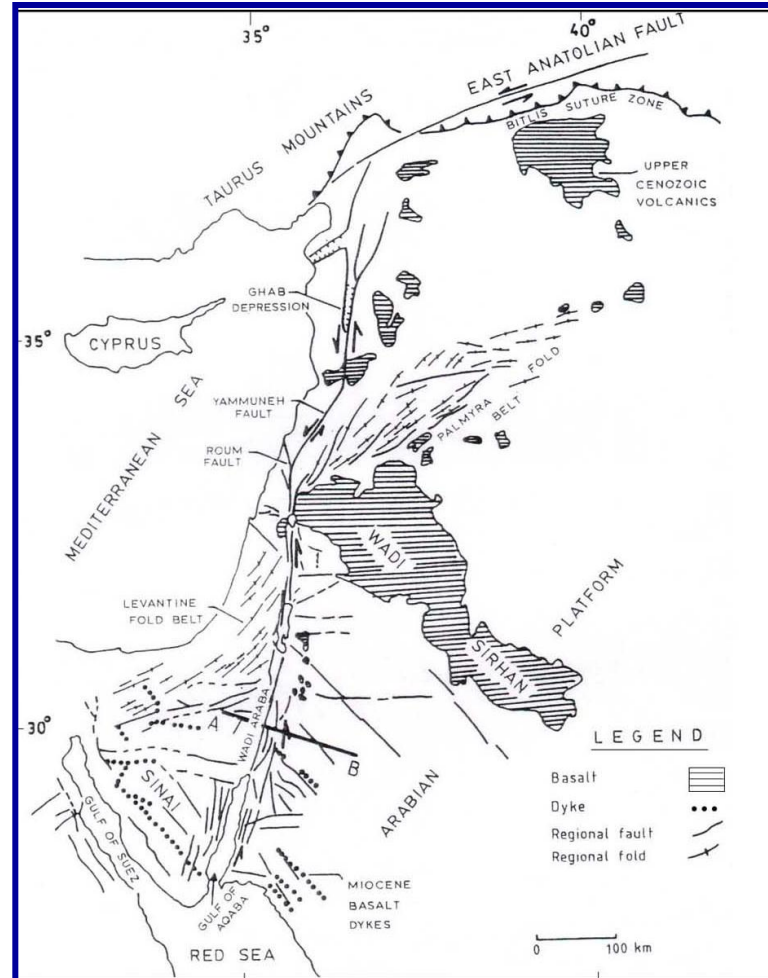 35°
40°
EAST ANATOLIAN FAULT
BITLIS SUTURE ZONE
TAURUS MOUNTAINS
UPPER
CENOZOIC
VOLCANICS
GHAB
DEPRESSION
35°
CYPRUS
MEDITERRANEAN SEA
YAMMUNEH
FAULT
PALMYRA FOLD
BELT
ROUM
FAULT
WADI
SIRHAN
LEVANTINE
FOLD BELT
ARABIAN PLATFORM
30°
A
WADI ARABA
B
SINAI
GULF OF SUEZ
GULF OF
AQABA
RED SEA
MIOCENE
BASALT
DYKES
LEGEND
Basalt
Dyke
Regional fault
Regional fold
0 100 km